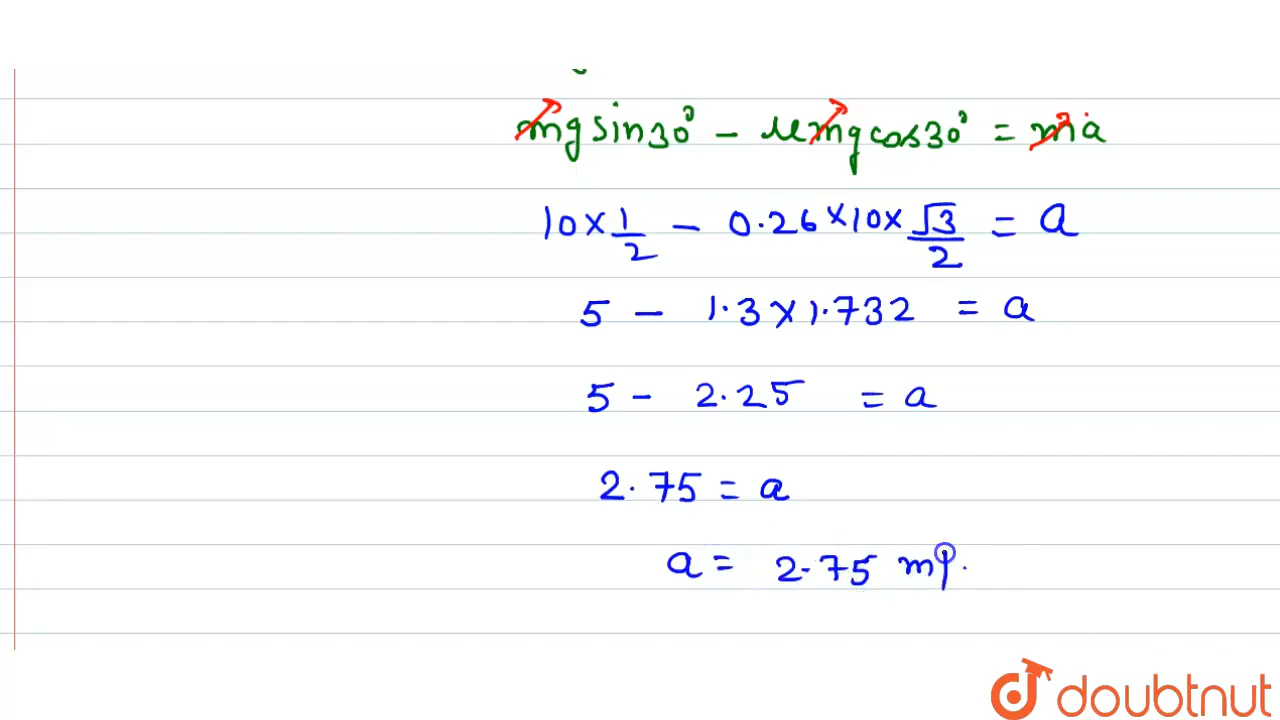 mg sin30° - μmg cos30° = ma
10 × 1/2 - 0.26 × 10 × √3/2 = a
5 - 1.3 × 1.732 = a
5 - 2.25 = a
2.75 = a
a = 2.75 m/
doubtnut